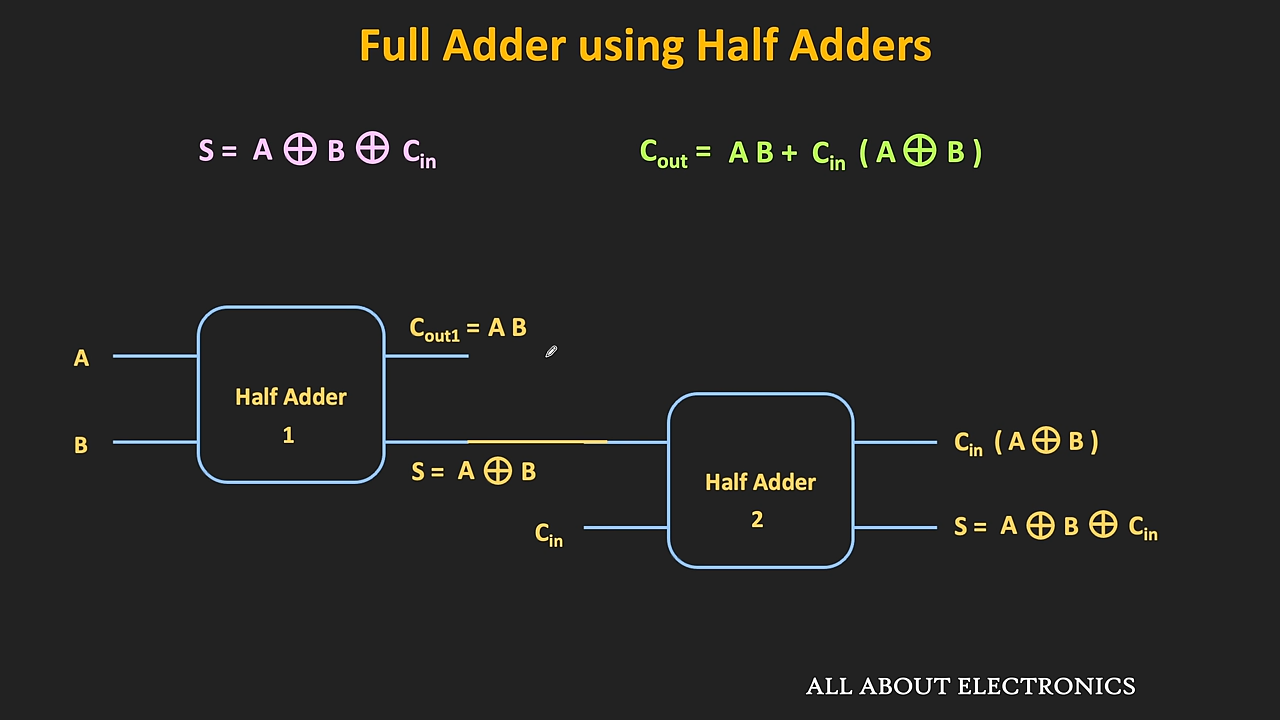 Full Adder using Half Adders
S = A ⊕ B ⊕ Cin
Cout = A B + Cin ( A ⊕ B )
Cout1 = A B
A
Half Adder
1
B
S = A ⊕ B
Cin ( A ⊕ B )
Half Adder
2
Cin
S = A ⊕ B ⊕ Cin
ALL ABOUT ELECTRONICS